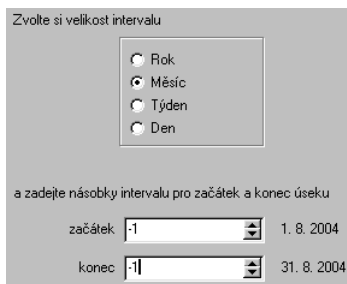 Zvolte si velikost intervalu
Rok
Měsíc
Týden
Den
a zadejte násobky intervalu pro začátek a konec úseku
začátek -1 1. 8. 2004
konec -1 31. 8. 2004